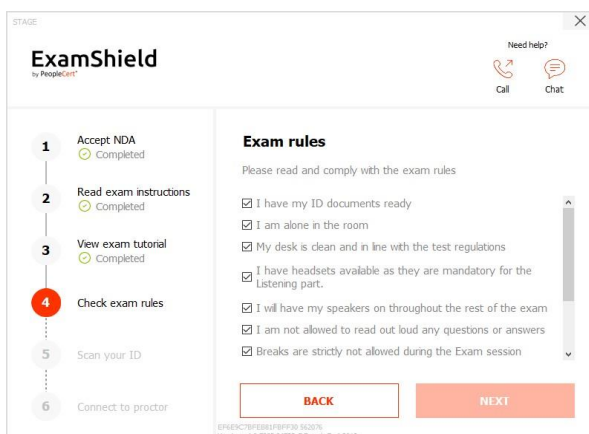 STAGE
ExamShield
by PeopleCert
Need help?
Call
Chat
1
Accept NDA
Completed
2
Read exam instructions
Completed
3
View exam tutorial
Completed
4
Check exam rules
5
Scan your ID
6
Connect to proctor
Exam rules
Please read and comply with the exam rules
I have my ID documents ready
I am alone in the room
My desk is clean and in line with the test regulations
I have headsets available as they are mandatory for the
Listening part.
I will have my speakers on throughout the rest of the exam
I am not allowed to read out loud any questions or answers
Breaks are strictly not allowed during the Exam session
BACK
NEXT